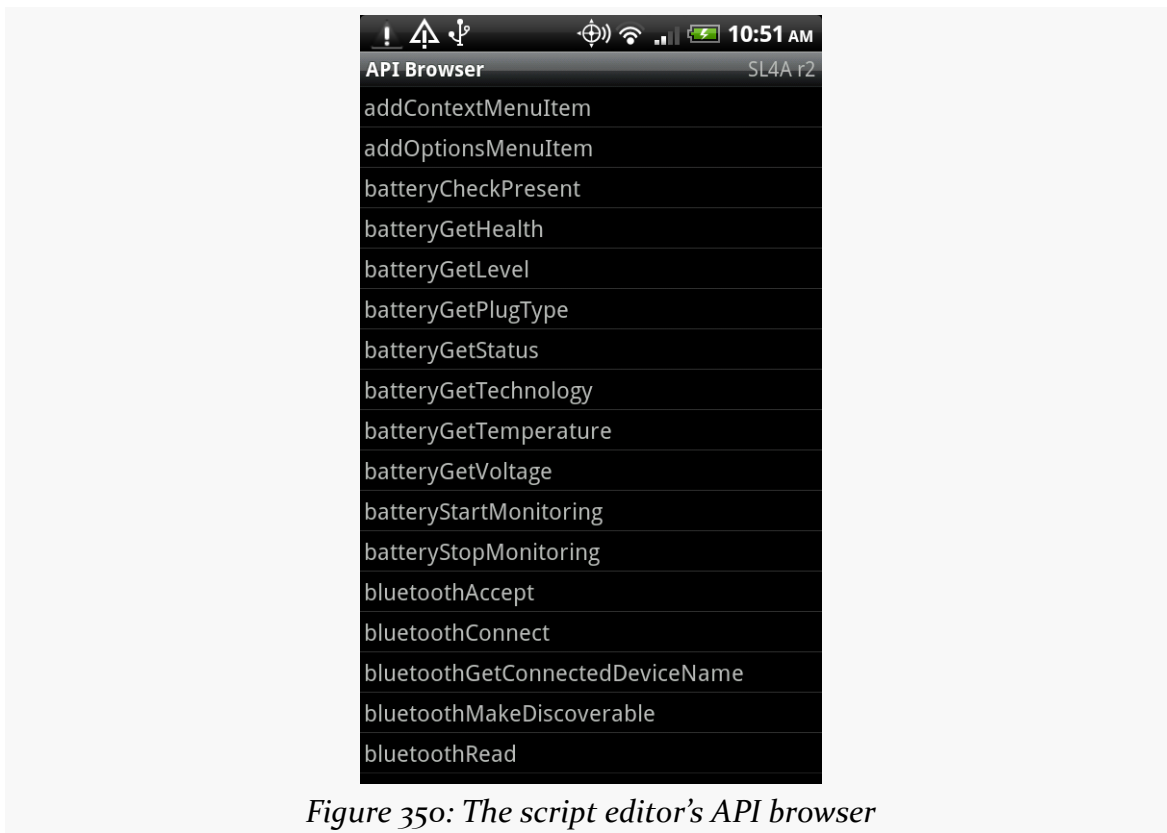 10:51 AM
API Browser SL4A r2
addContextMenuItem
addOptionsMenuItem
batteryCheckPresent
batteryGetHealth
batteryGetLevel
batteryGetPlugType
batteryGetStatus
batteryGetTechnology
batteryGetTemperature
batteryGetVoltage
batteryStartMonitoring
batteryStopMonitoring
bluetoothAccept
bluetoothConnect
bluetoothGetConnectedDeviceName
bluetoothMakeDiscoverable
bluetoothRead
Figure 350: The script editor’s API browser